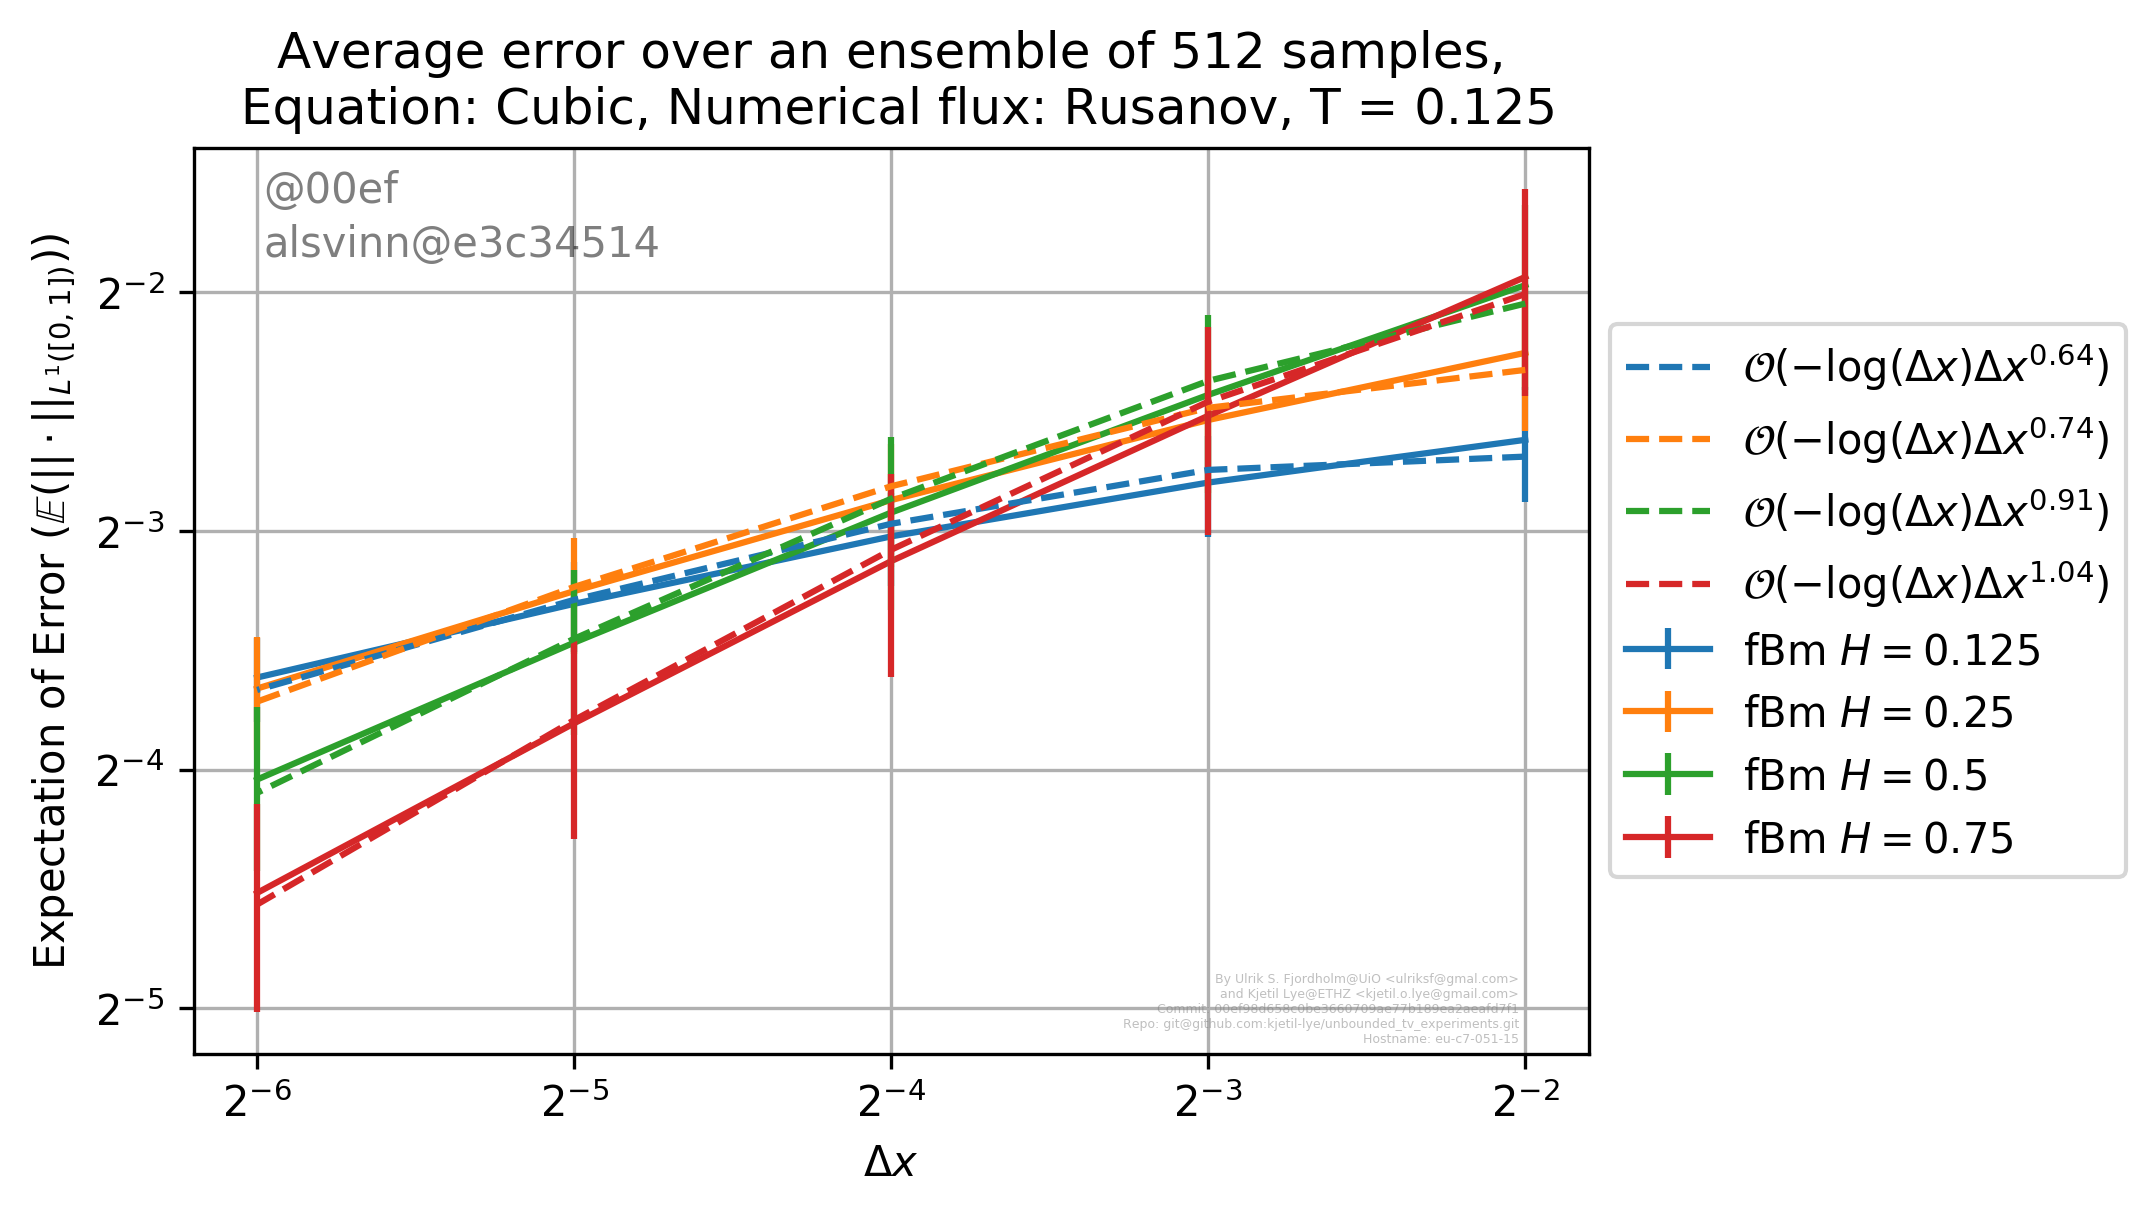 Average error over an ensemble of 512 samples,
Equation: Cubic, Numerical flux: Rusanov, T = 0.125
@00ef
alsvinn@e3c34514
Expectation of Error (𝔼(|| · ||_{L¹([0, 1])}))
2⁻²
2⁻³
2⁻⁴
2⁻⁵
2⁻⁶
2⁻⁵
2⁻⁴
2⁻³
2⁻²
Δx
𝒪(−log(Δx)Δx^{0.64})
𝒪(−log(Δx)Δx^{0.74})
𝒪(−log(Δx)Δx^{0.91})
𝒪(−log(Δx)Δx^{1.04})
fBm H = 0.125
fBm H = 0.25
fBm H = 0.5
fBm H = 0.75
By Ulrik S. Fjordholm@UiO <ulriksf@gmal.com>
and Kjetil Lye@ETHZ <kjetil.o.lye@gmail.com>
Commit:
Repo: git@github.com:kjetil-lye/unbounded_tv_experiments.git
Hostname: eu-c7-051-15